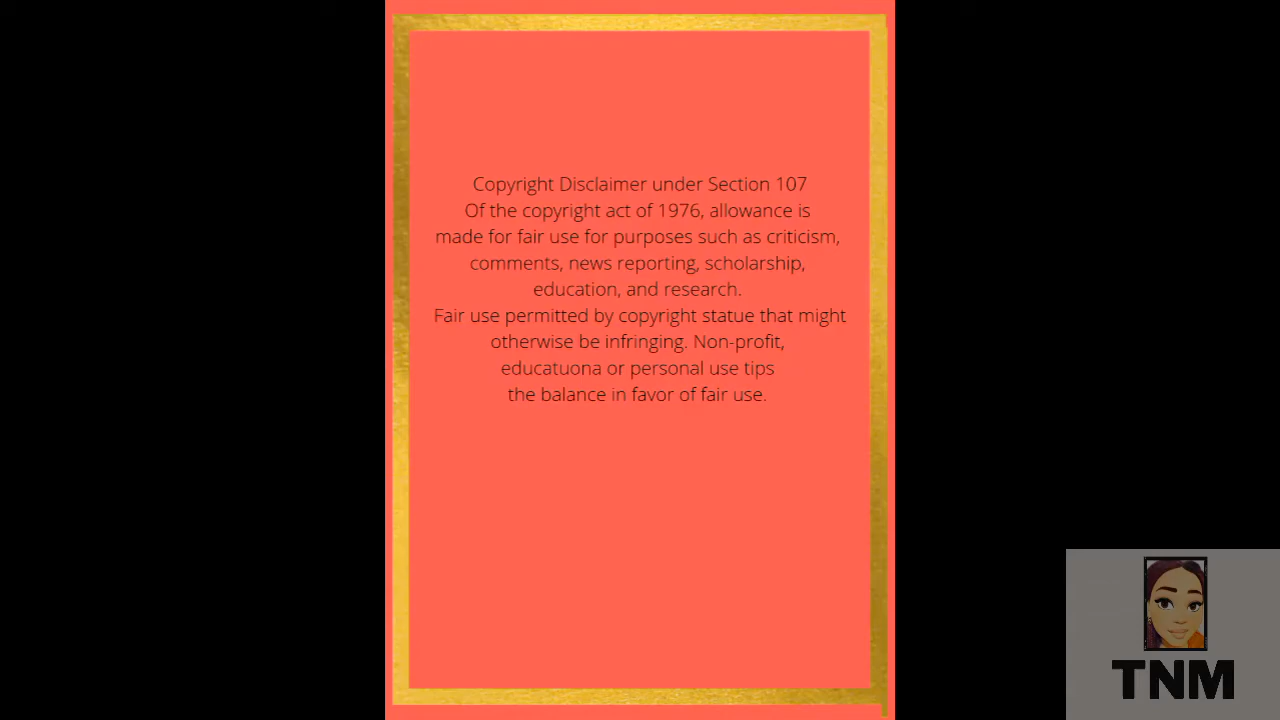 Copyright Disclaimer under Section 107
Of the copyright act of 1976, allowance is
made for fair use for purposes such as criticism,
comments, news reporting, scholarship,
education, and research.
Fair use permitted by copyright statue that might
otherwise be infringing. Non-profit,
educatuona or personal use tips
the balance in favor of fair use.
TNM